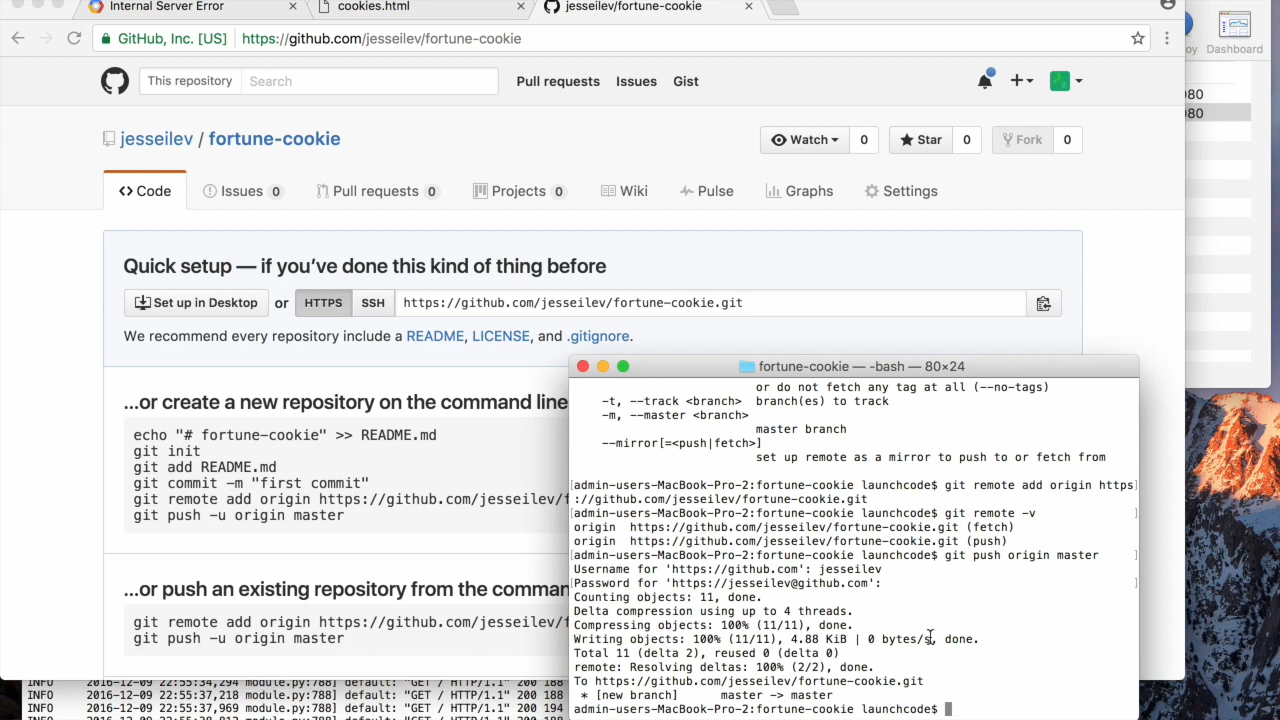 Internal Server Error
cookies.html
jesseilev/fortune-cookie
GitHub, Inc. [US]
https://github.com/jesseilev/fortune-cookie
oy
Dashboard
This repository
Search
Pull requests
Issues
Gist
080
080
jesseilev / fortune-cookie
Watch
0
Star
0
Fork
0
Code
Issues 0
Pull requests 0
Projects 0
Wiki
Pulse
Graphs
Settings
Quick setup — if you’ve done this kind of thing before
Set up in Desktop
or
HTTPS
SSH
https://github.com/jesseilev/fortune-cookie.git
We recommend every repository include a README, LICENSE, and .gitignore.
…or create a new repository on the command line
echo "# fortune-cookie" >> README.md
git init
git add README.md
git commit -m "first commit"
git remote add origin https://github.com/jesseilev/f
git push -u origin master
…or push an existing repository from the comman
git remote add origin https://github.com/jesseilev/f
git push -u origin master
fortune-cookie — -bash — 80×24
or do not fetch any tag at all (--no-tags)
-t, --track <branch> branch(es) to track
-m, --master <branch>
master branch
--mirror[=<push|fetch>]
set up remote as a mirror to push to or fetch from
[admin-users-MacBook-Pro-2:fortune-cookie launchcode$ git remote add origin https]
://github.com/jesseilev/fortune-cookie.git
[admin-users-MacBook-Pro-2:fortune-cookie launchcode$ git remote -v ]
origin https://github.com/jesseilev/fortune-cookie.git (fetch)
origin https://github.com/jesseilev/fortune-cookie.git (push)
[admin-users-MacBook-Pro-2:fortune-cookie launchcode$ git push origin master ]
Username for 'https://github.com': jesseilev
[Password for 'https://jesseilev@github.com': ]
Counting objects: 11, done.
Delta compression using up to 4 threads.
Compressing objects: 100% (11/11), done.
Writing objects: 100% (11/11), 4.88 KiB | 0 bytes/s, done.
Total 11 (delta 2), reused 0 (delta 0)
remote: Resolving deltas: 100% (2/2), done.
To https://github.com/jesseilev/fortune-cookie.git
* [new branch] master -> master
admin-users-MacBook-Pro-2:fortune-cookie launchcode$
INFO 2016-12-09 22:55:34,294 module.py:788] default: "GET / HTTP/1.1" 200 188
INFO 2016-12-09 22:55:37,218 module.py:788] default: "GET / HTTP/1.1" 200 188
INFO 2016-12-09 22:55:37,969 module.py:788] default: "GET / HTTP/1.1" 200 194